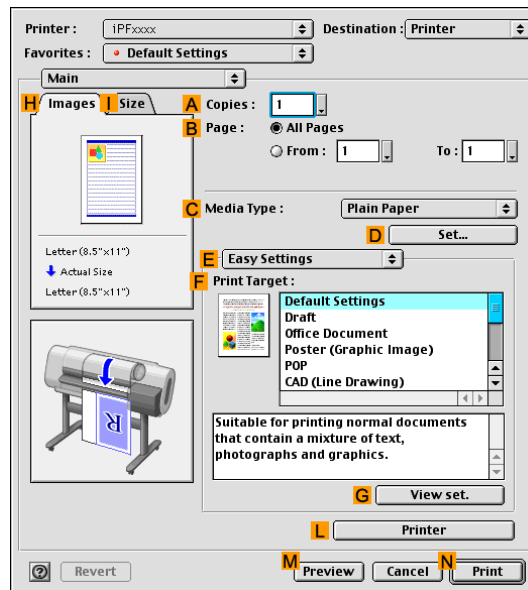 Printer : iPFxxxx Destination : Printer
Favorites : Default Settings
Main
H Images I Size
A Copies : 1
B Page : All Pages
From : 1 To : 1
C Media Type : Plain Paper
D Set...
Letter (8.5"x11")
Actual Size
Letter (8.5"x11")
E Easy Settings
F Print Target :
Default Settings
Draft
Office Document
Poster (Graphic Image)
POP
CAD (Line Drawing)
R
Suitable for printing normal documents
that contain a mixture of text,
photographs and graphics.
G View set.
L Printer
? Revert M Preview Cancel N Print